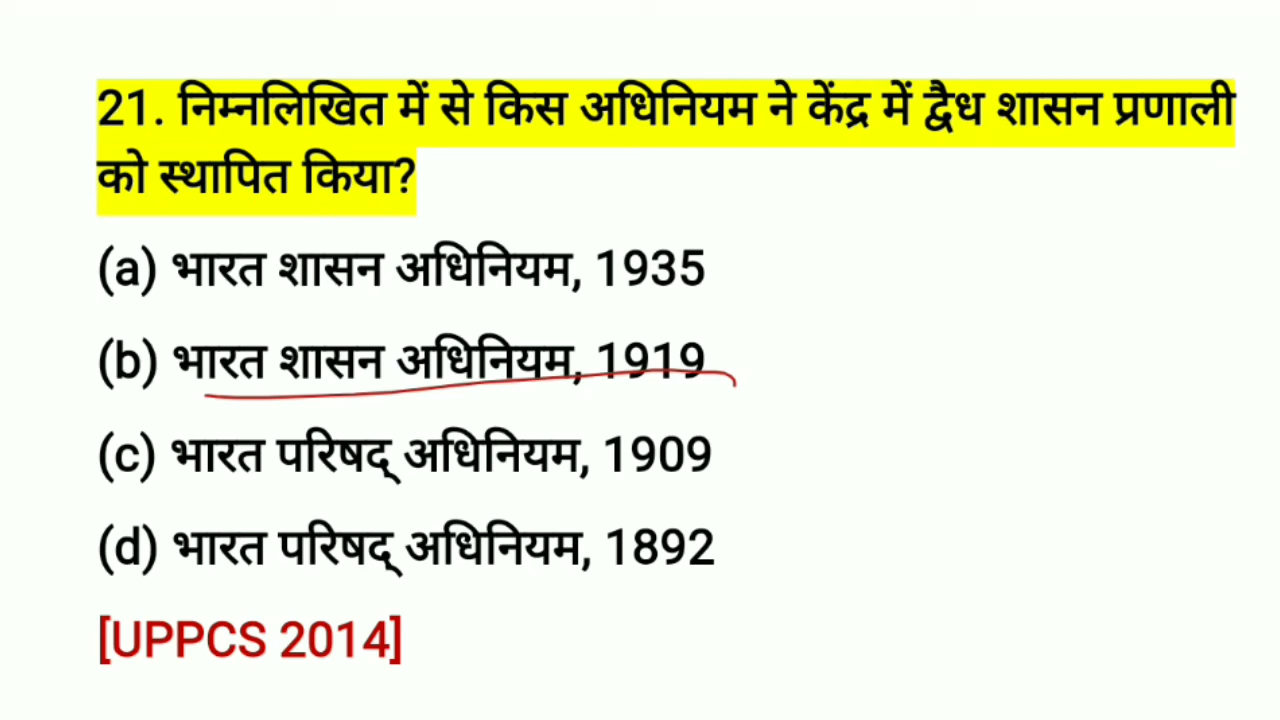 21. निम्नलिखित में से किस अधिनियम ने केंद्र में द्वैध शासन प्रणाली
को स्थापित किया?
(a) भारत शासन अधिनियम, 1935
(b) भारत शासन अधिनियम, 1919
(c) भारत परिषद् अधिनियम, 1909
(d) भारत परिषद् अधिनियम, 1892
[UPPCS 2014]